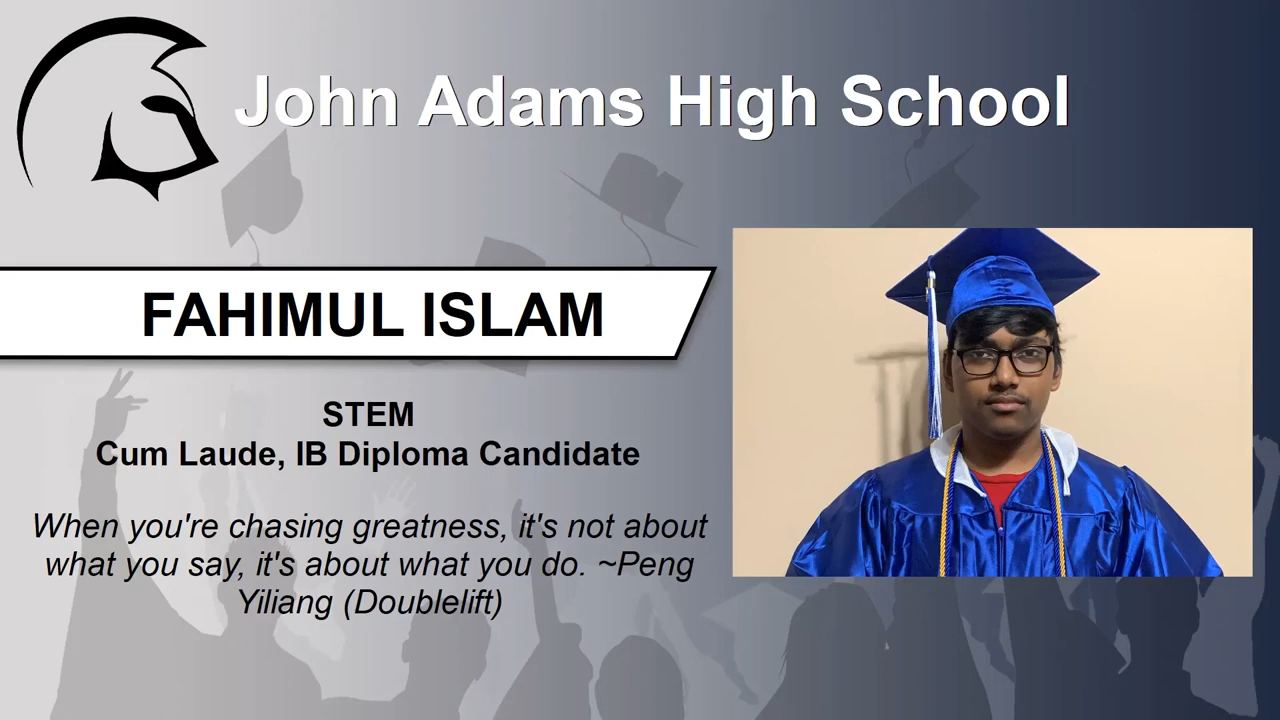 John Adams High School
FAHIMUL ISLAM
STEM
Cum Laude, IB Diploma Candidate
When you're chasing greatness, it's not about
what you say, it's about what you do. ~Peng
Yiliang (Doublelift)